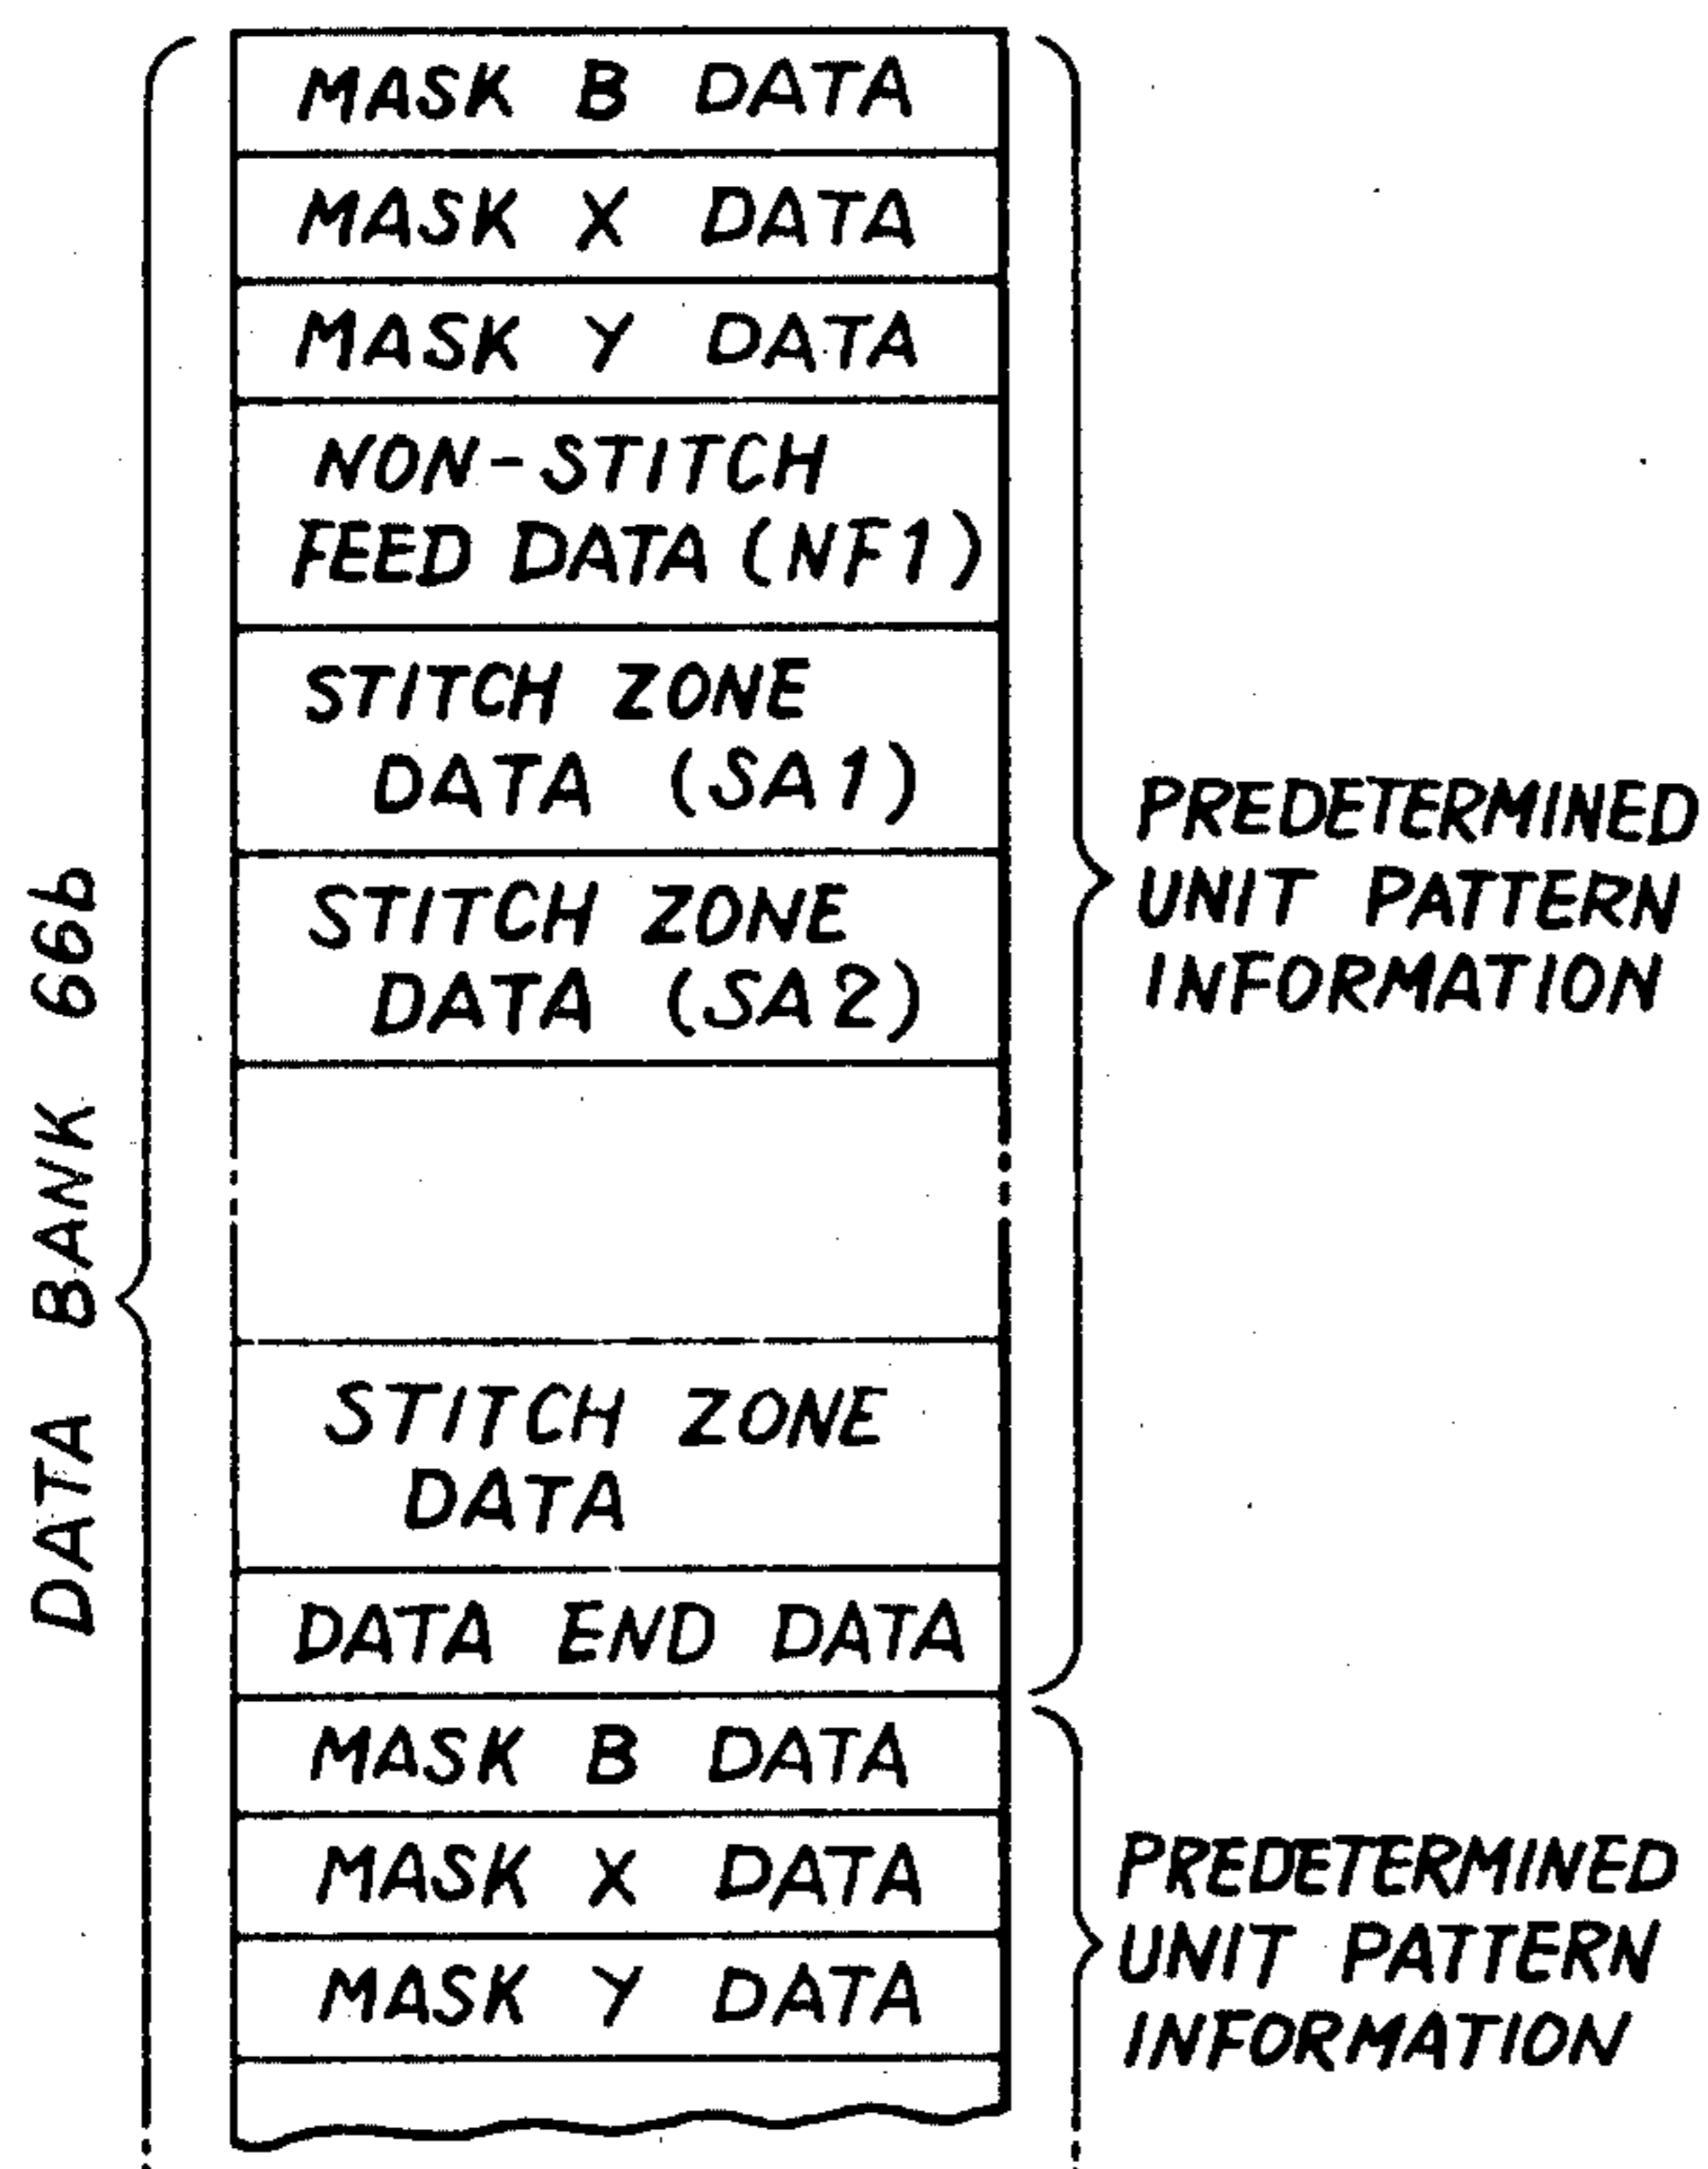 MASK B DATA
MASK X DATA
MASK Y DATA
NON-STITCH
FEED DATA (NF1)
STITCH ZONE
DATA (SA1)
STITCH ZONE
DATA (SA2)
STITCH ZONE
DATA
DATA END DATA
MASK B DATA
MASK X DATA
MASK Y DATA
DATA BANK 66b
PREDETERMINED
UNIT PATTERN
INFORMATION
PREDETERMINED
UNIT PATTERN
INFORMATION